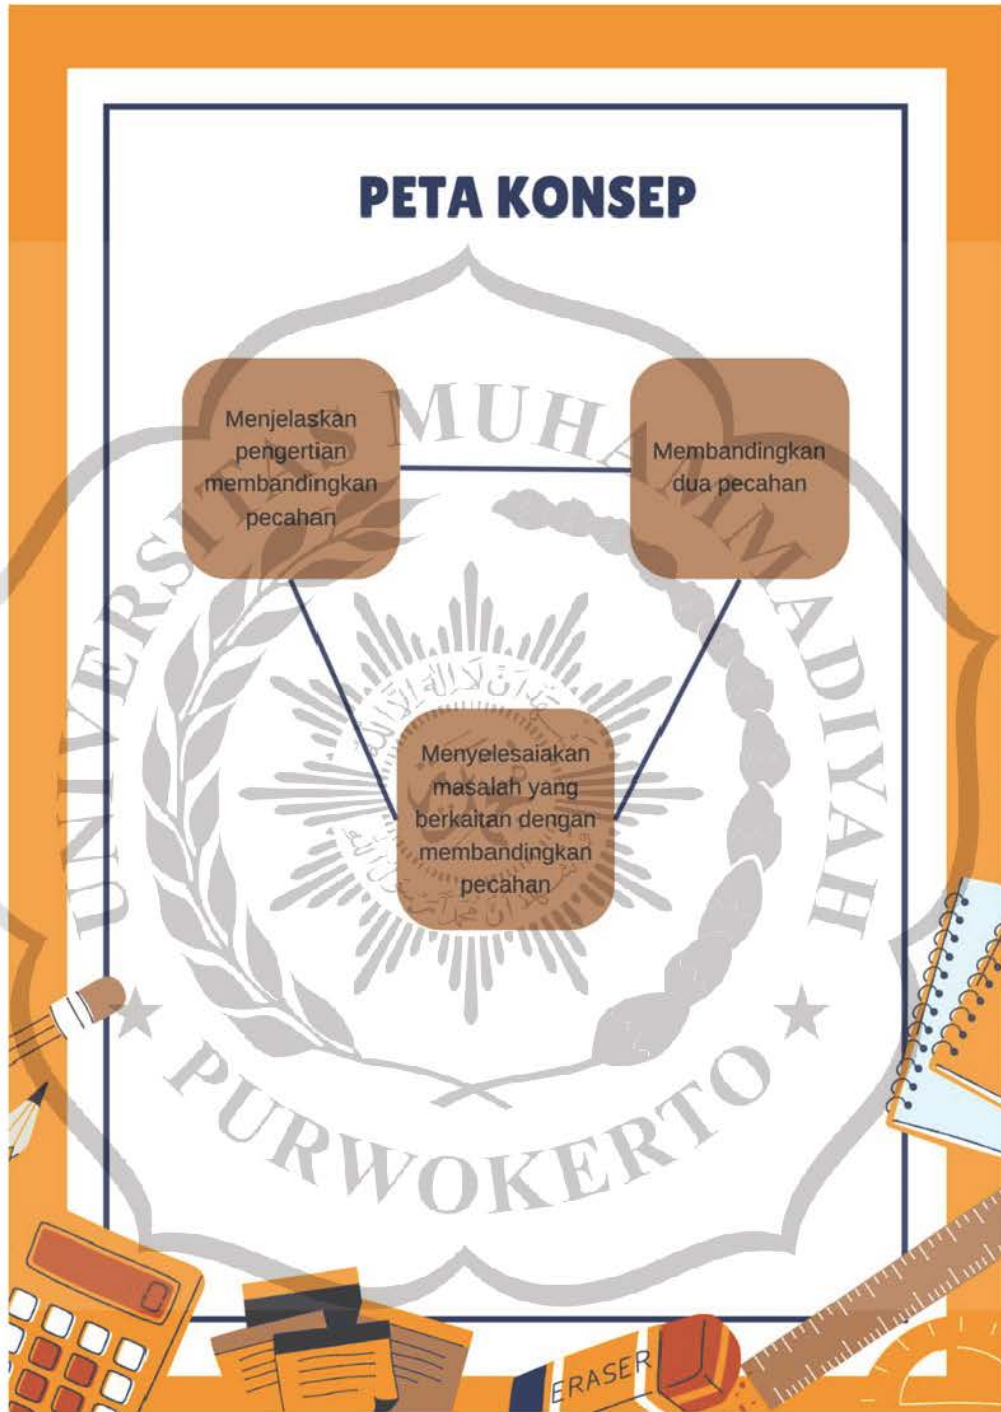 PETA KONSEP
Menjelaskan
pengertian
membandingkan
pecahan
Membandingkan
dua pecahan
Menyelesaiakan
masalah yang
berkaitan dengan
membandingkan
pecahan
UNIVERSITAS MUHAMMADIYAH
PURWOKERTO
0
ERASER